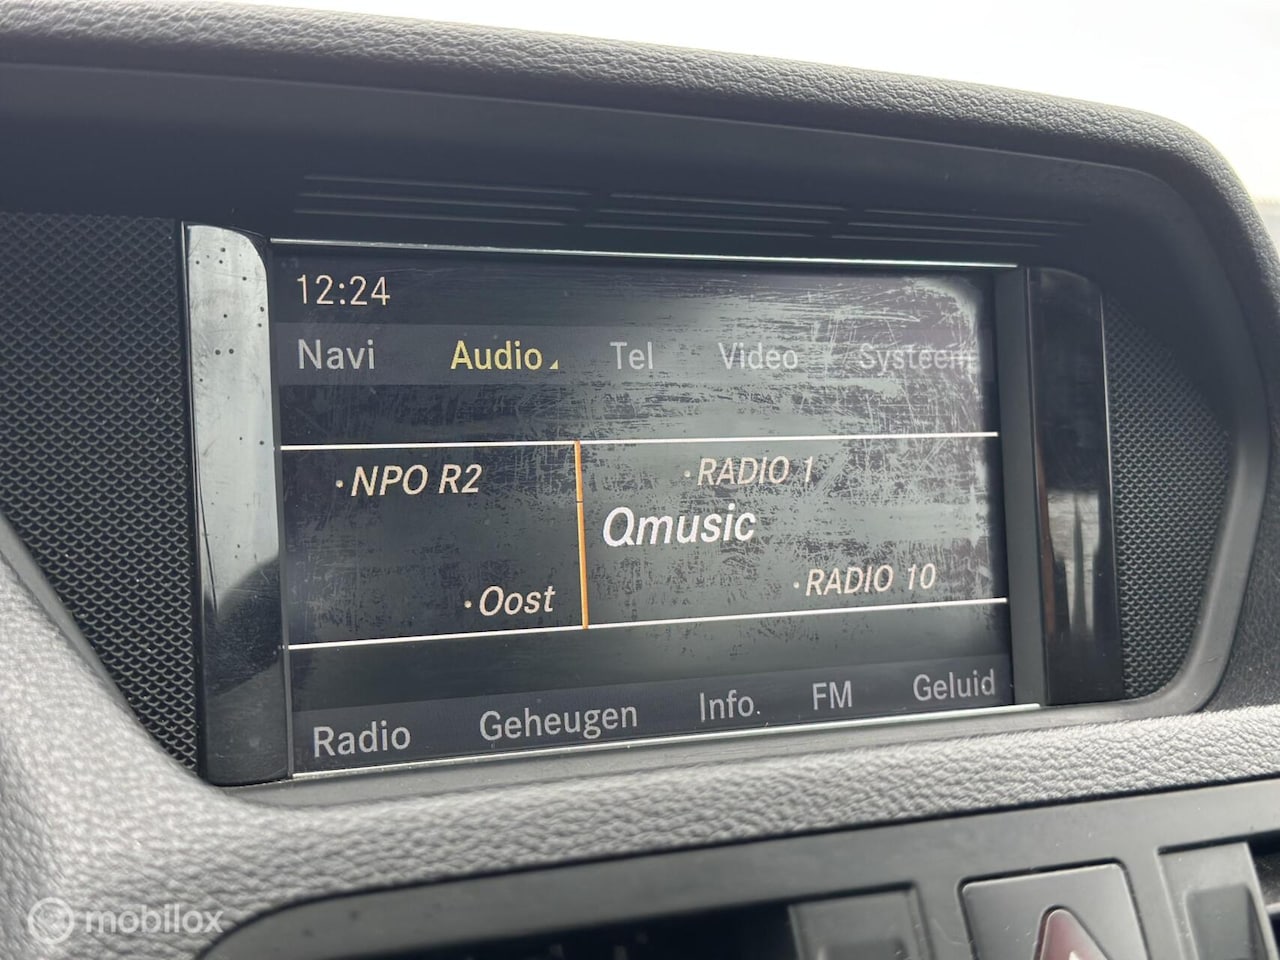 12:24
Navi Audio Tel Video Systeem
·NPO R2 ·RADIO 1
Qmusic
·Oost ·RADIO 10
Radio Geheugen Info. FM Geluid
mobilox